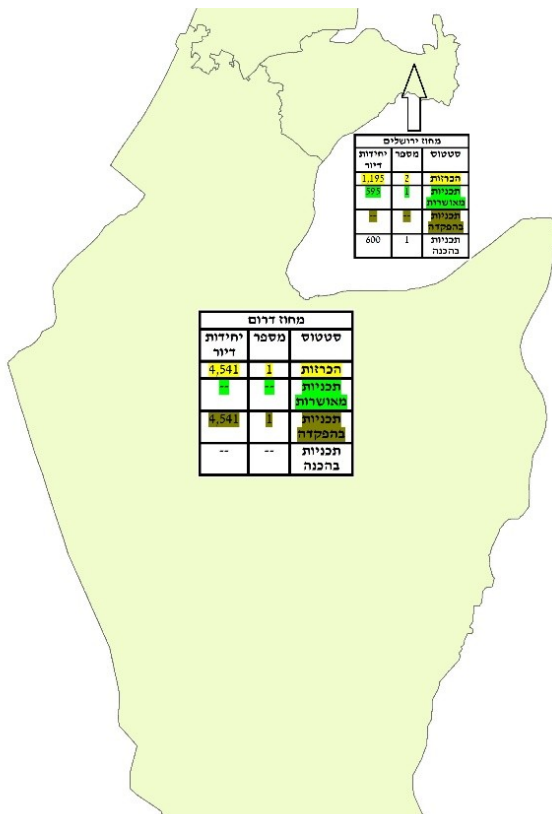 מחוז ירושלים
סטטוס מספר יחידות
דיור
הכרזות 2 1,195
תכניות 1 595
מאושרות
תכניות -- --
בהפקדה
תכניות 1 600
בהכנה
מחוז דרום
סטטוס מספר יחידות
דיור
הכרזות 1 4,541
תכניות -- --
מאושרות
תכניות 1 4,541
בהפקדה
תכניות -- --
בהכנה